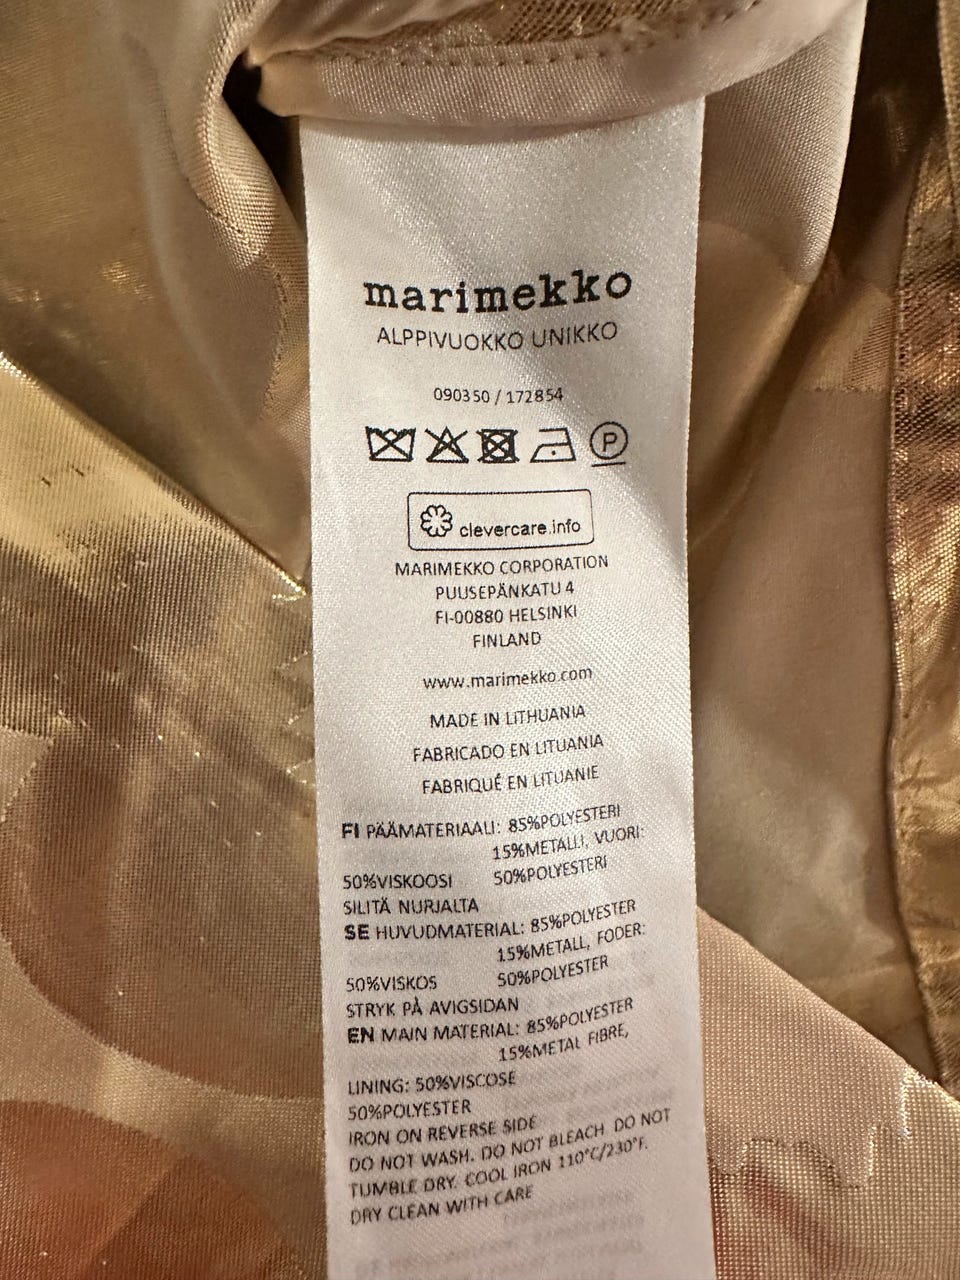 marimekko
ALPPIVUOKKO UNIKKO
090350 / 172854
P
clevercare.info
MARIMEKKO CORPORATION
PUUSEPÄNKATU 4
FI-00880 HELSINKI
FINLAND
www.marimekko.com
MADE IN LITHUANIA
FABRICADO EN LITUANIA
FABRIQUÉ EN LITUANIE
FI PÄÄMATERIAALI: 85%POLYESTERI
15%METALLI, VUORI:
50%VISKOOSI 50%POLYESTERI
SILITÄ NURJALTA
SE HUVUDMATERIAL: 85%POLYESTER
15%METALL, FODER:
50%VISKOS 50%POLYESTER
STRYK PÅ AVIGSIDAN
EN MAIN MATERIAL: 85%POLYESTER
15%METAL FIBRE,
LINING: 50%VISCOSE
50%POLYESTER
IRON ON REVERSE SIDE
DO NOT WASH. DO NOT BLEACH. DO NOT
TUMBLE DRY. COOL IRON 110°C/230°F.
DRY CLEAN WITH CARE